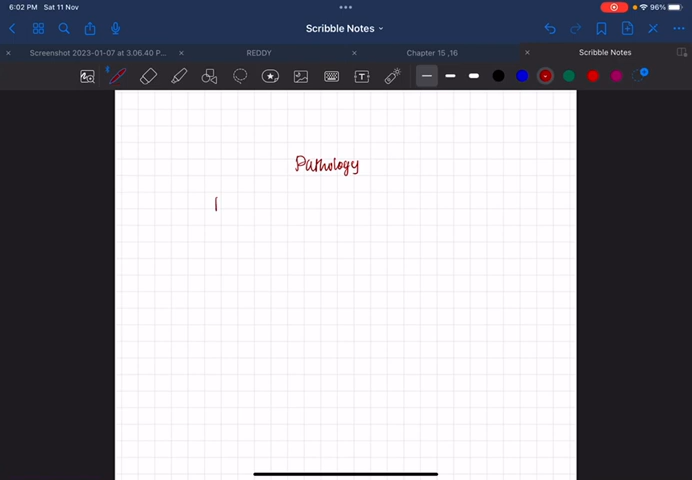 6:02 PM Sat 11 Nov
96%
Scribble Notes
Screenshot 2023-01-07 at 3.06.40 P...
REDDY
Chapter 15 ,16
Scribble Notes
Pathology